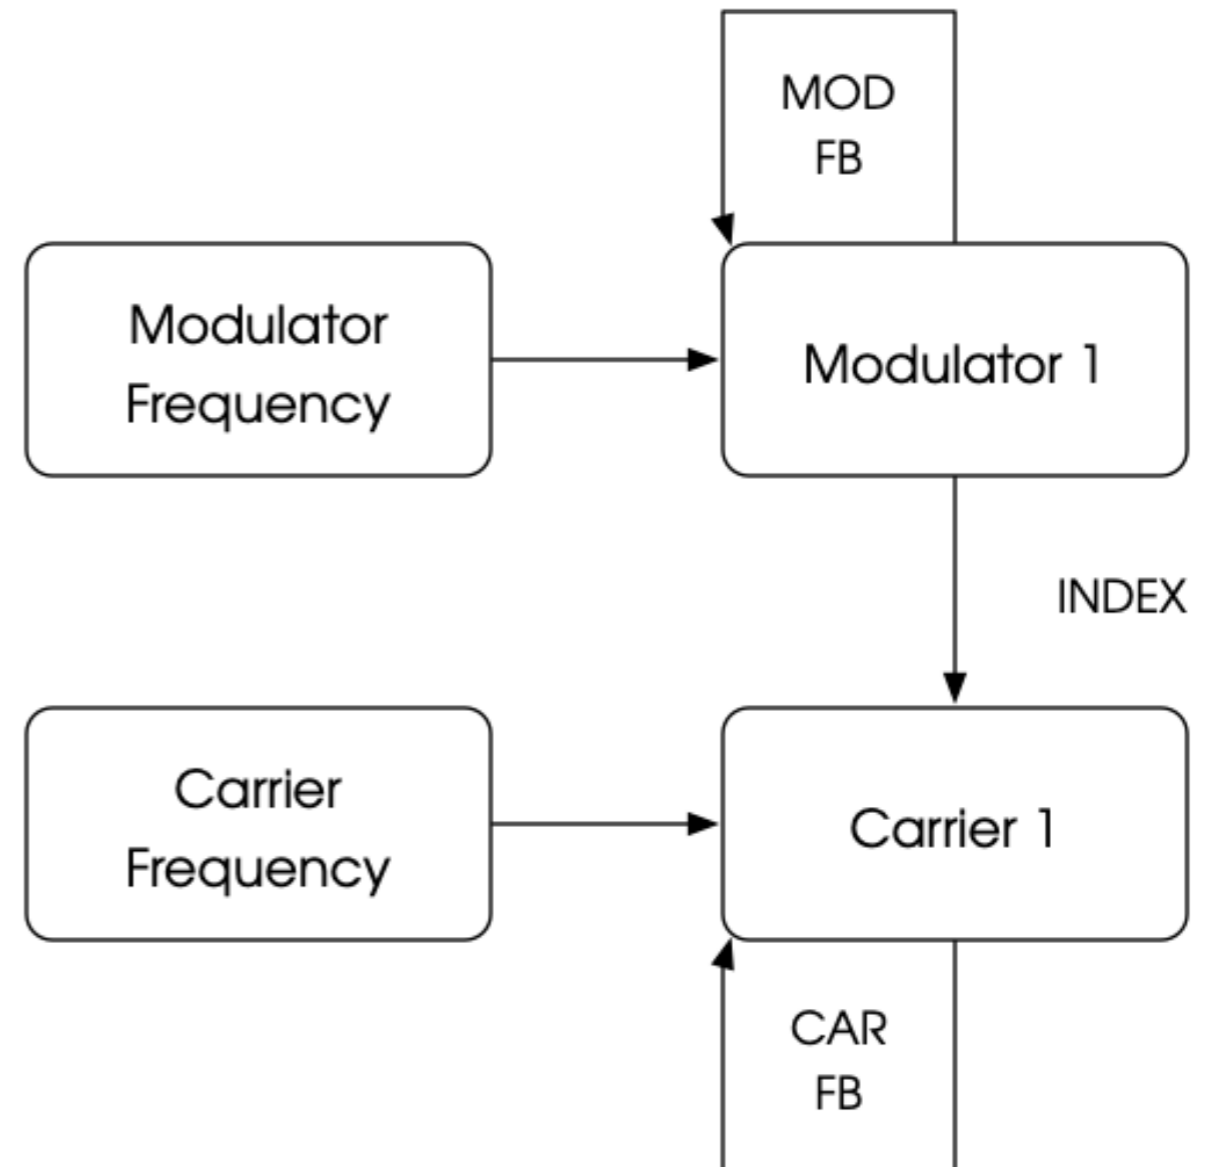 MOD
FB
Modulator
Frequency
Modulator 1
INDEX
Carrier
Frequency
Carrier 1
CAR
FB